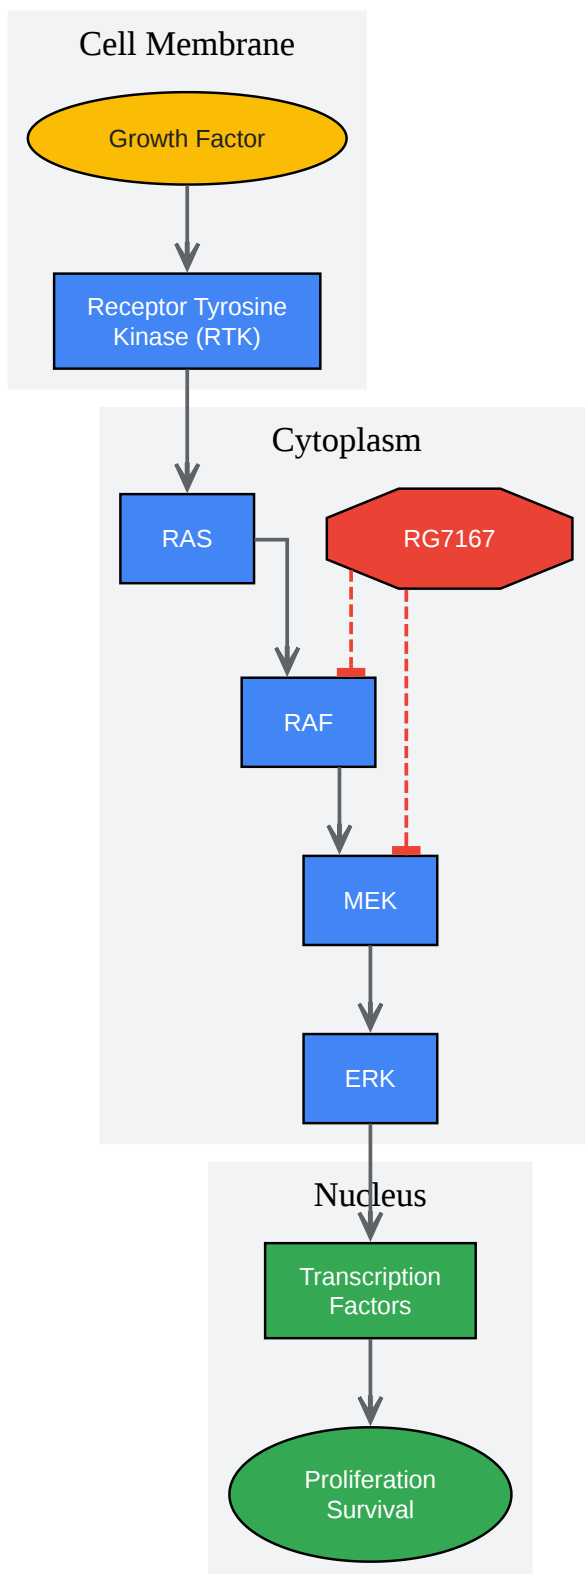 Cell Membrane
Growth Factor
Receptor Tyrosine
Kinase (RTK)
Cytoplasm
RAS
RG7167
RAF
MEK
ERK
Nucleus
Transcription
Factors
Proliferation
Survival